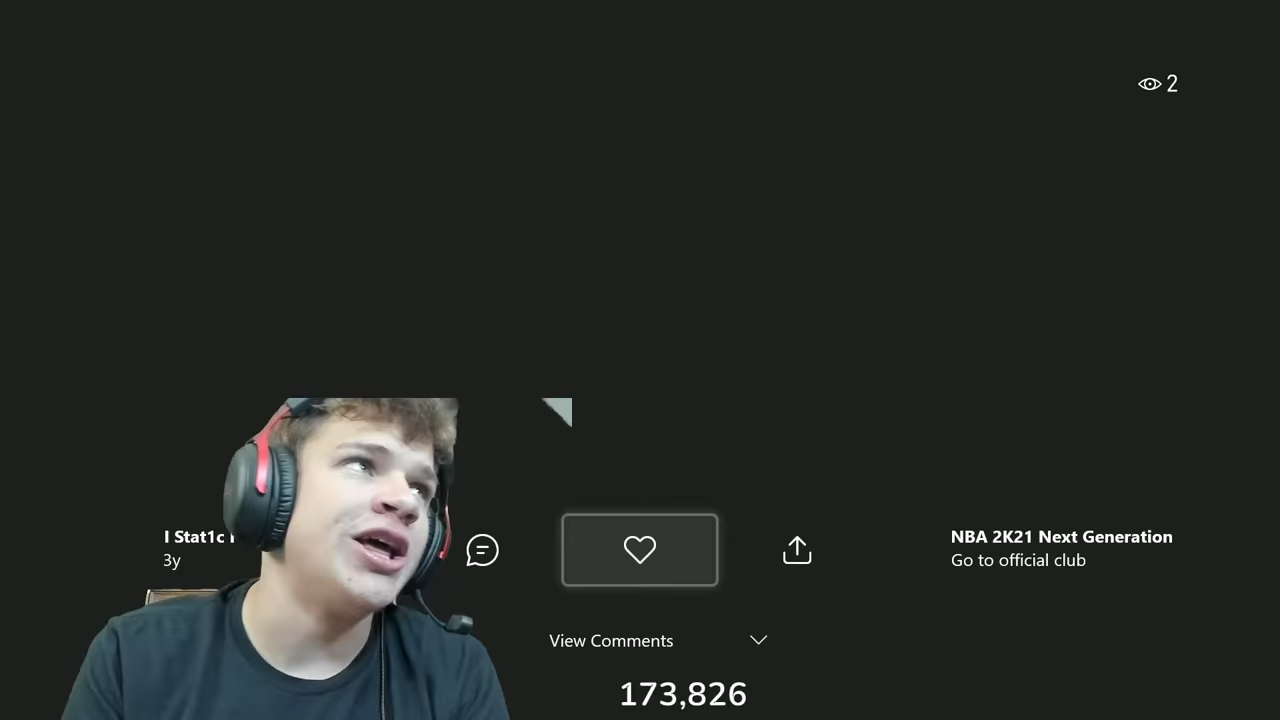 2
I Stat1c I
3y
NBA 2K21 Next Generation
Go to official club
View Comments
173,826